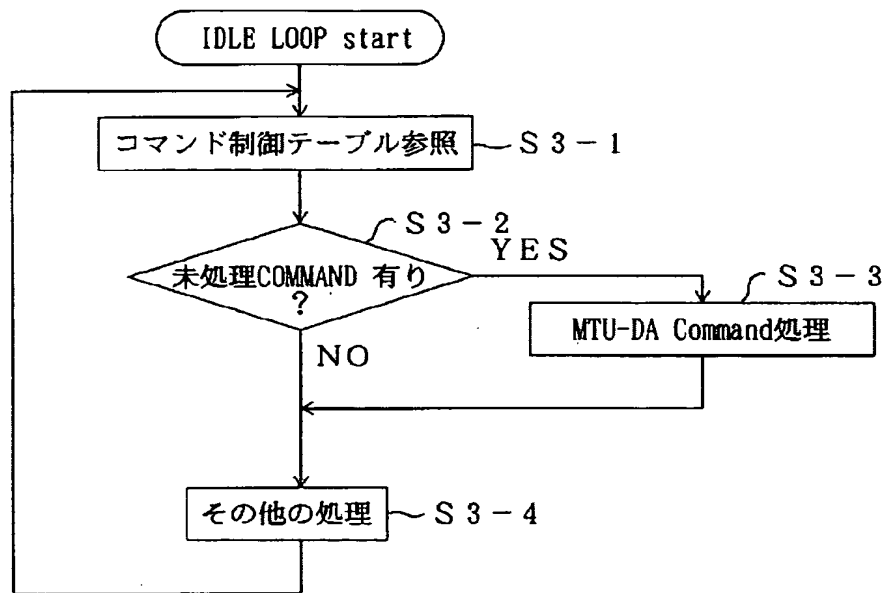 IDLE LOOP start
コマンド制御テーブル参照
S3-1
S3-2
未処理COMMAND 有り
?
YES
S3-3
MTU-DA Command処理
NO
その他の処理
S3-4